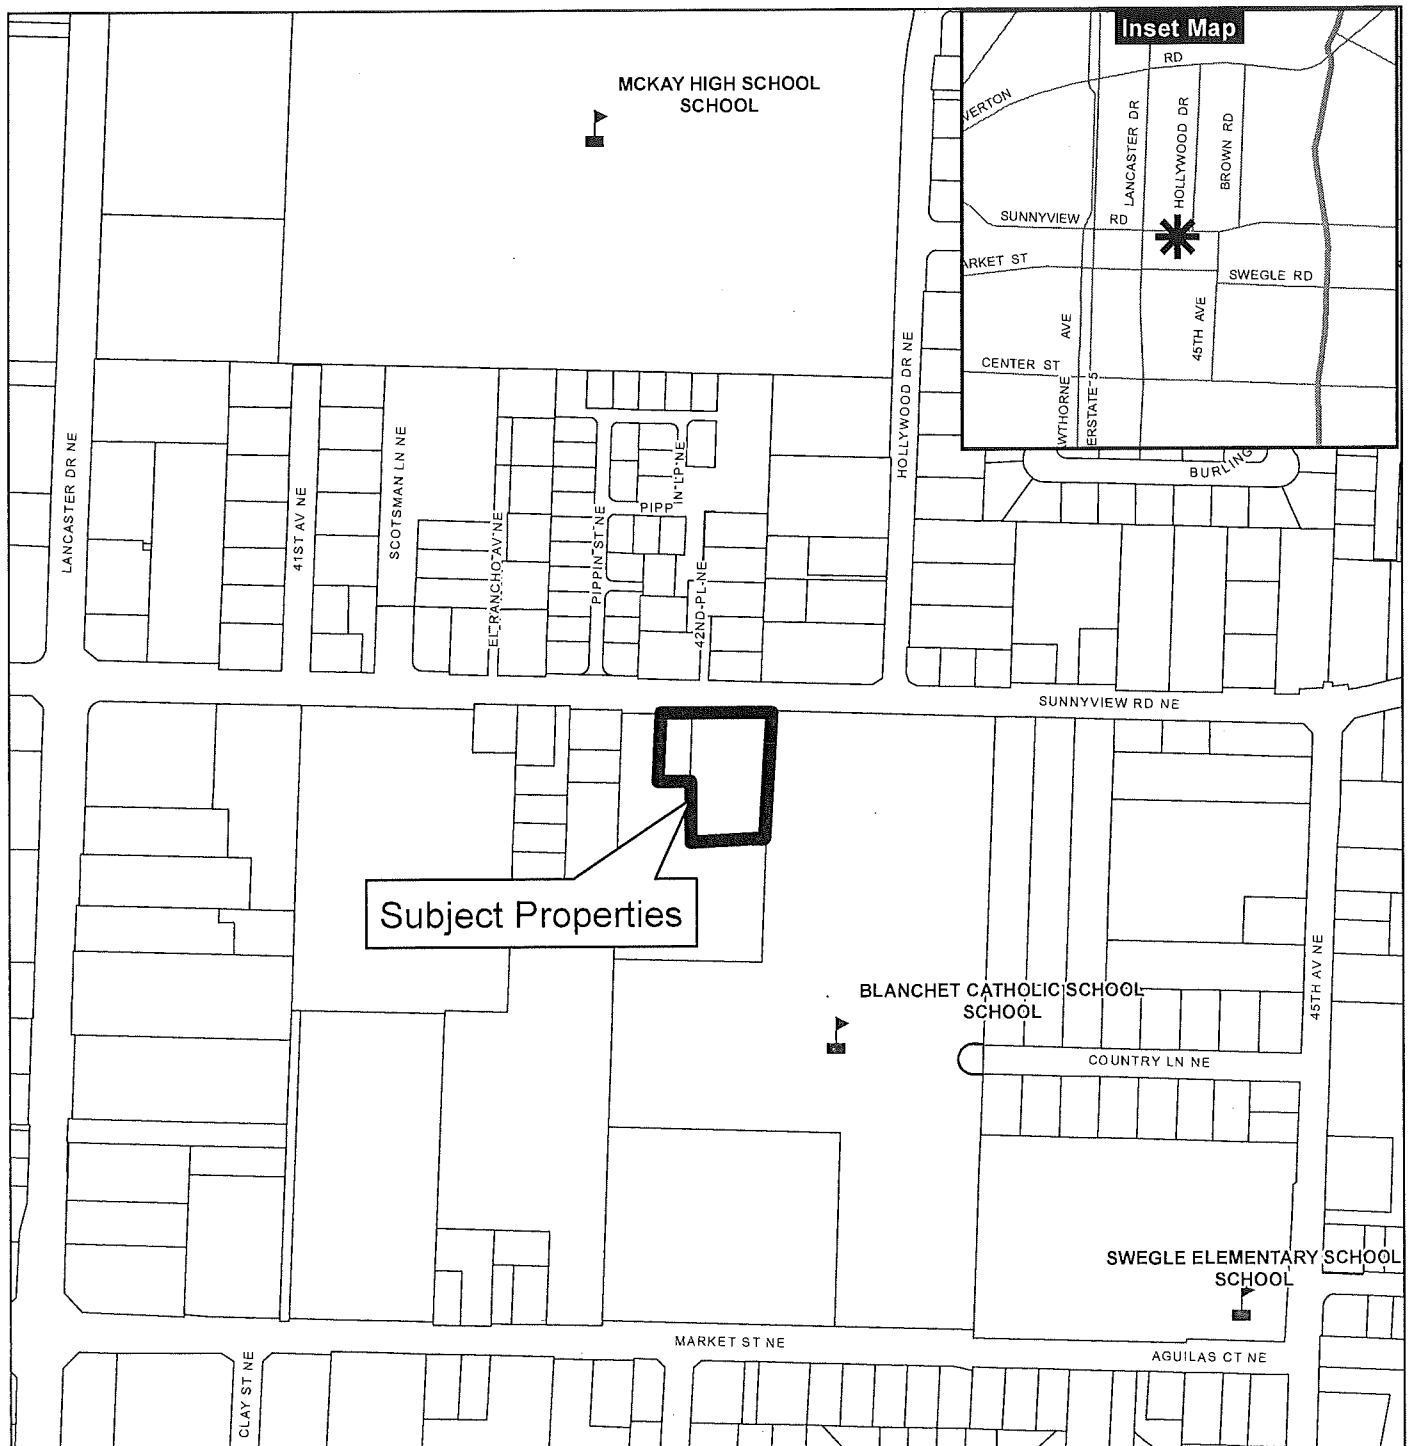 Inset Map
RD
VERTON
LANCASTER DR
HOLLYWOOD DR
BROWN RD
SUNNYVIEW RD
ARKET ST
SWEGLE RD
AVE
45TH AVE
CENTER ST
WTHORNE
ERSTATE 5
MCKAY HIGH SCHOOL
SCHOOL
HOLLYWOOD DR NE
BURLING
LANCASTER DR NE
41ST AV NE
SCOTSMAN LN NE
EL RANCHO AV NE
PIPPIN ST NE
PIPP
IN LP NE
42ND PL NE
SUNNYVIEW RD NE
Subject Properties
BLANCHET CATHOLIC SCHOOL
SCHOOL
45TH AV NE
COUNTRY LN NE
SWEGLE ELEMENTARY SCHOOL
SCHOOL
MARKET ST NE
AGUILAS CT NE
CLAY ST NE